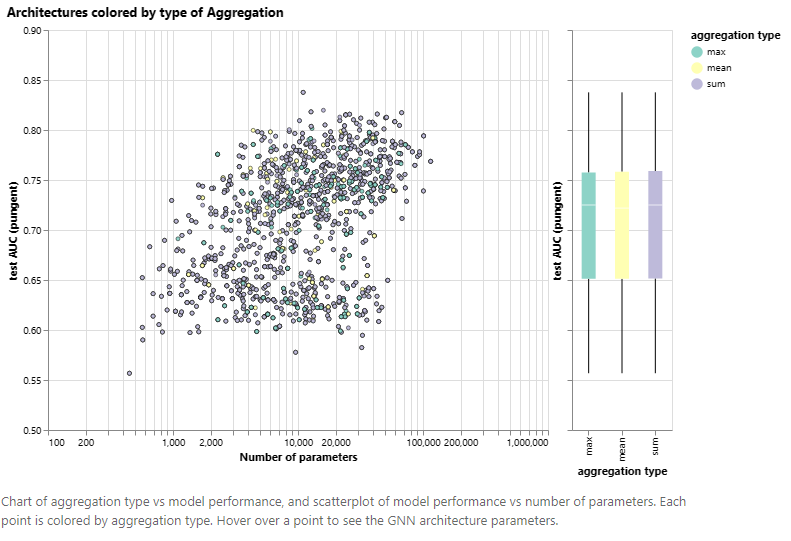 Architectures colored by type of Aggregation
0.90
0.85
0.80
0.75
0.70
0.65
0.60
0.55
0.50
test AUC (pungent)
100 200 1,000 2,000 10,000 20,000 100,000 200,000 1,000,000
Number of parameters
test AUC (pungent)
max mean sum
aggregation type
aggregation type
max
mean
sum
Chart of aggregation type vs model performance, and scatterplot of model performance vs number of parameters. Each
point is colored by aggregation type. Hover over a point to see the GNN architecture parameters.